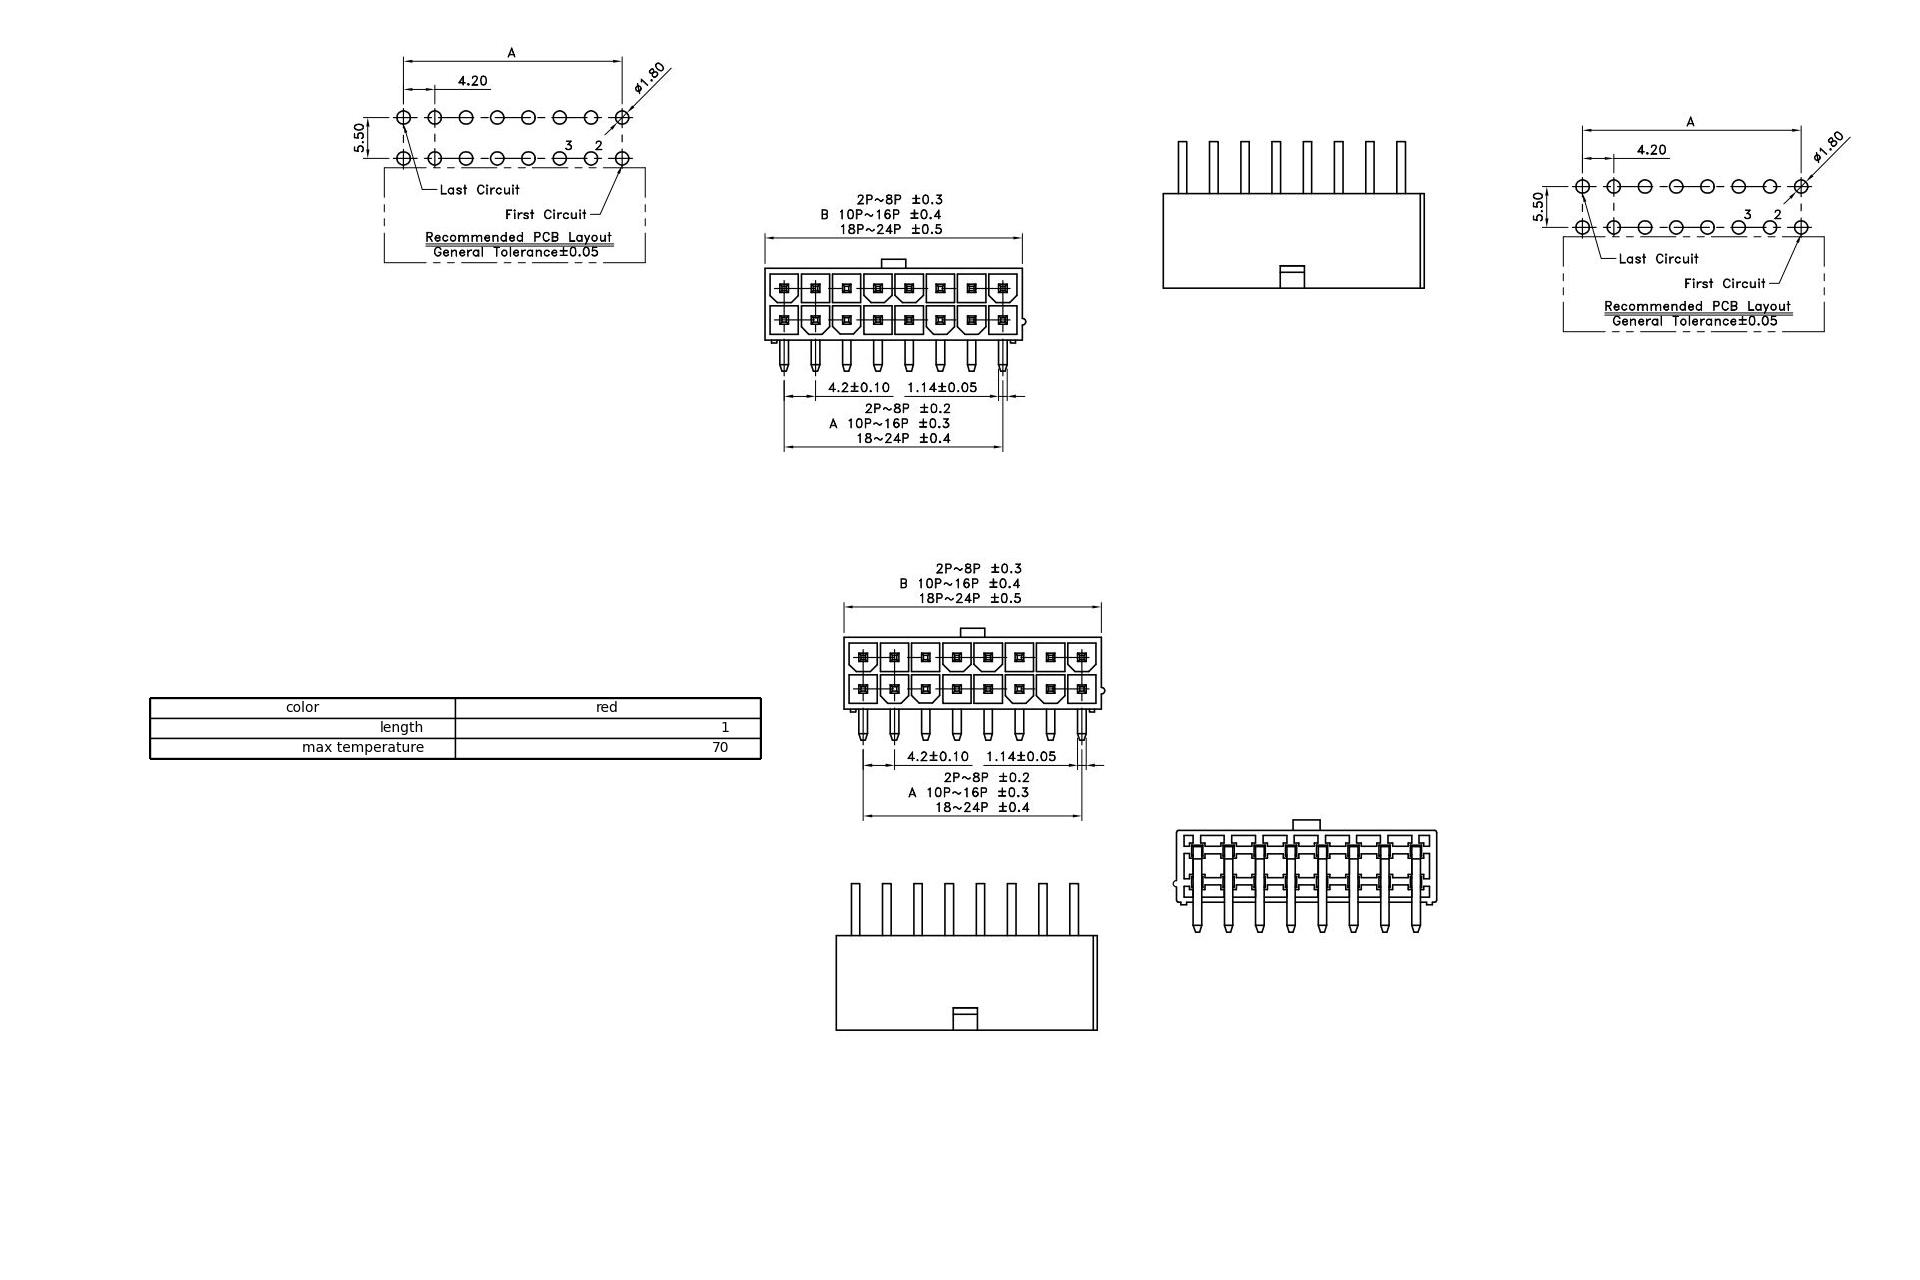 A
4.20
ø1.80
5.50
3 2
Last Circuit
First Circuit
Recommended PCB Layout
General Tolerance±0.05
2P~8P ±0.3
B 10P~16P ±0.4
18P~24P ±0.5
4.2±0.10 1.14±0.05
2P~8P ±0.2
A 10P~16P ±0.3
18~24P ±0.4
A
4.20
ø1.80
5.50
3 2
Last Circuit
First Circuit
Recommended PCB Layout
General Tolerance±0.05
color red
length 1
max temperature 70
2P~8P ±0.3
B 10P~16P ±0.4
18P~24P ±0.5
4.2±0.10 1.14±0.05
2P~8P ±0.2
A 10P~16P ±0.3
18~24P ±0.4